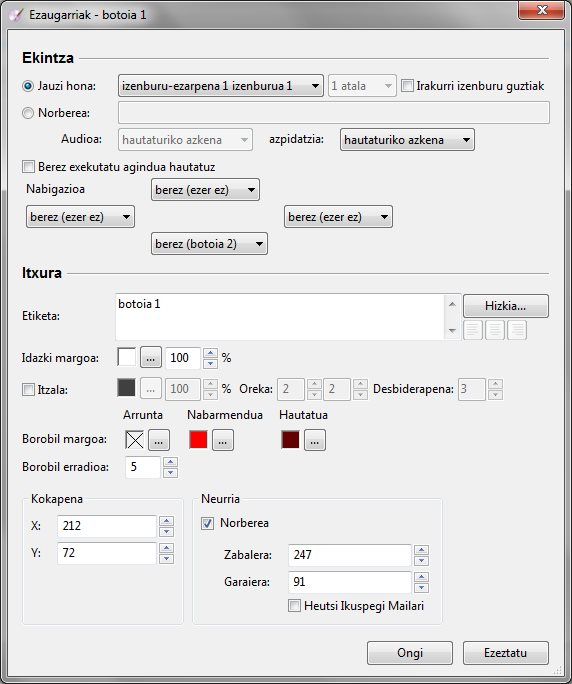 Ezaugarriak - botoia 1
Ekintza
Jauzi hona: izenburu-ezarpena 1 izenburua 1 1 atala Irakurri izenburu guztiak
Norberea:
Audioa: hautaturiko azkena azpidatzia: hautaturiko azkena
Berez exekutatu agindua hautatuz
Nabigazioa berez (ezer ez)
berez (ezer ez) berez (ezer ez)
berez (botoia 2)
Itxura
Etiketa: botoia 1 Hizkia...
Idazki margoa: ... 100 %
Itzala: ... 100 % Oreka: 2 2 Desbiderapena: 3
Arrunta Nabarmendua Hautatua
Borobil margoa: ... ... ...
Borobil erradioa: 5
Kokapena Neurria
X: 212 Norberea
Y: 72
Zabalera: 247
Garaiera: 91
Heutsi Ikuspegi Mailari
Ongi Ezeztatu